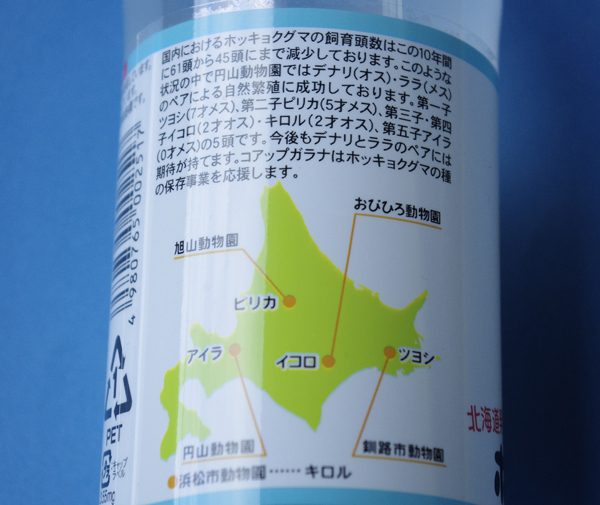 国内におけるホッキョクグマの飼育頭数はこの10年間
に61頭から45頭にまで減少しております。このような
状況の中で円山動物園ではデナリ(オス)・ララ(メス)
のペアによる自然繁殖に成功しております。第一子
ツヨシ(7才メス)、第二子ピリカ(5才メス)、第三子・第四
子イコロ(2才オス)・キロル(2才オス)、第五子アイラ
(0才メス)の5頭です。今後もデナリとララのペアには
期待が持てます。コアップガラナはホッキョクグマの種
の保存事業を応援します。
おびひろ動物園
旭山動物園
ピリカ
アイラ
イコロ
ツヨシ
円山動物園
釧路市動物園
浜松市動物園……キロル
PET
1
キャップ
ラベル
北海道